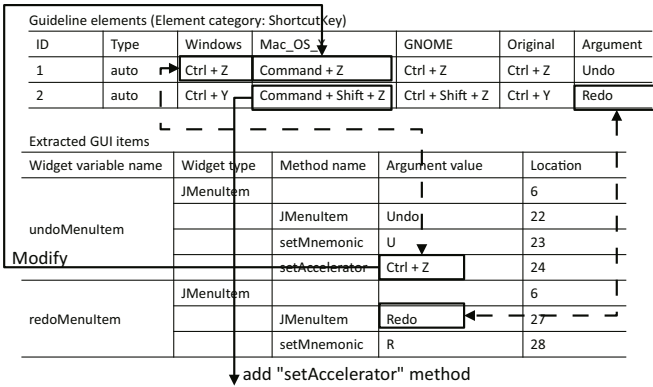 Guideline elements (Element category: ShortcutKey)
ID Type Windows Mac_OS_X GNOME Original Argument
1 auto Ctrl + Z Command + Z Ctrl + Z Ctrl + Z Undo
2 auto Ctrl + Y Command + Shift + Z Ctrl + Shift + Z Ctrl + Y Redo
Extracted GUI items
Widget variable name Widget type Method name Argument value Location
undoMenuItem JMenuItem 6
JMenuItem Undo 22
setMnemonic U 23
Modify
setAccelerator Ctrl + Z 24
redoMenuItem JMenuItem 6
JMenuItem Redo 27
setMnemonic R 28
add "setAccelerator" method